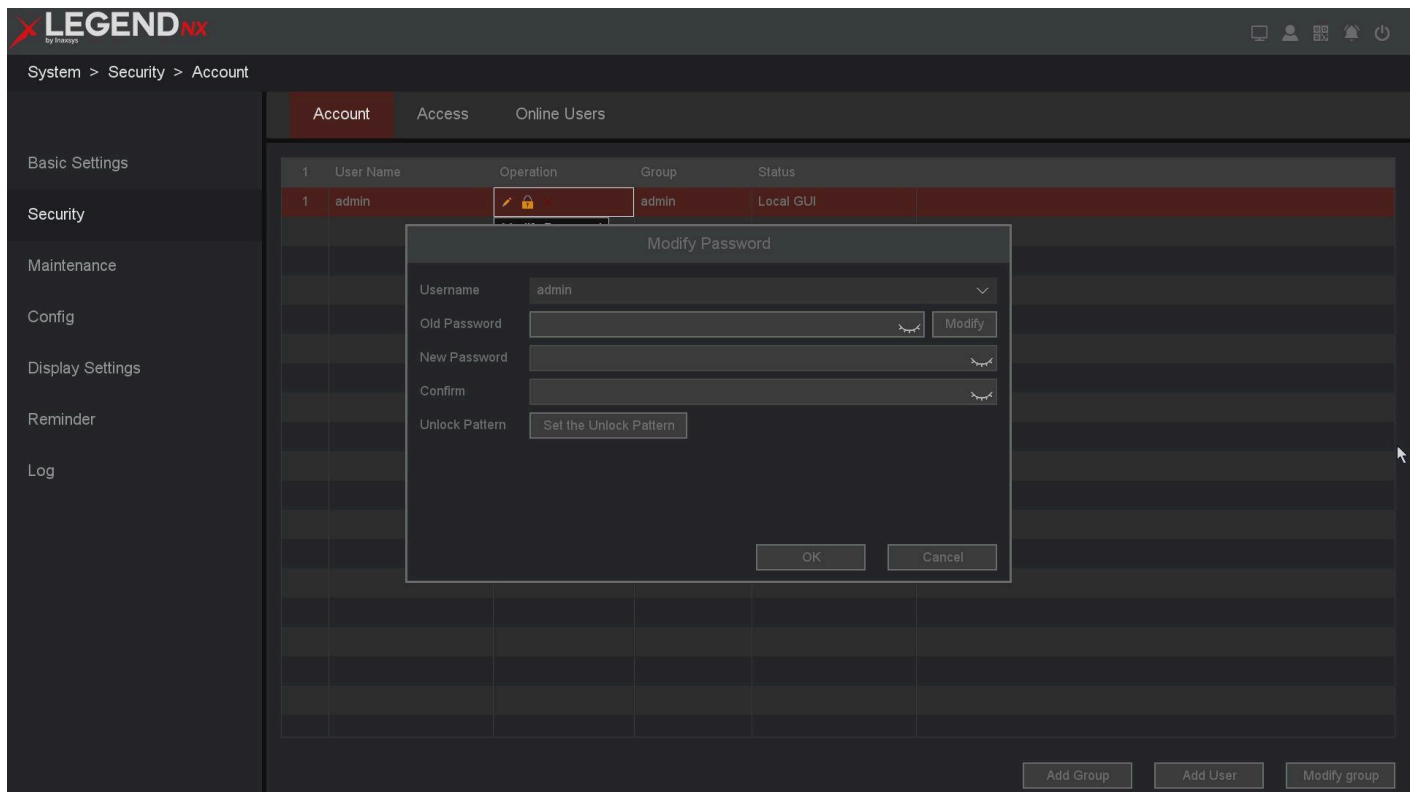 LEGENDNX
by Inaxsys
System > Security > Account
Account Access Online Users
Basic Settings
Security
Maintenance
Config
Display Settings
Reminder
Log
1 User Name Operation Group Status
1 admin admin Local GUI
Modify Password
Username admin
Old Password Modify
New Password
Confirm
Unlock Pattern Set the Unlock Pattern
OK Cancel
Add Group Add User Modify group